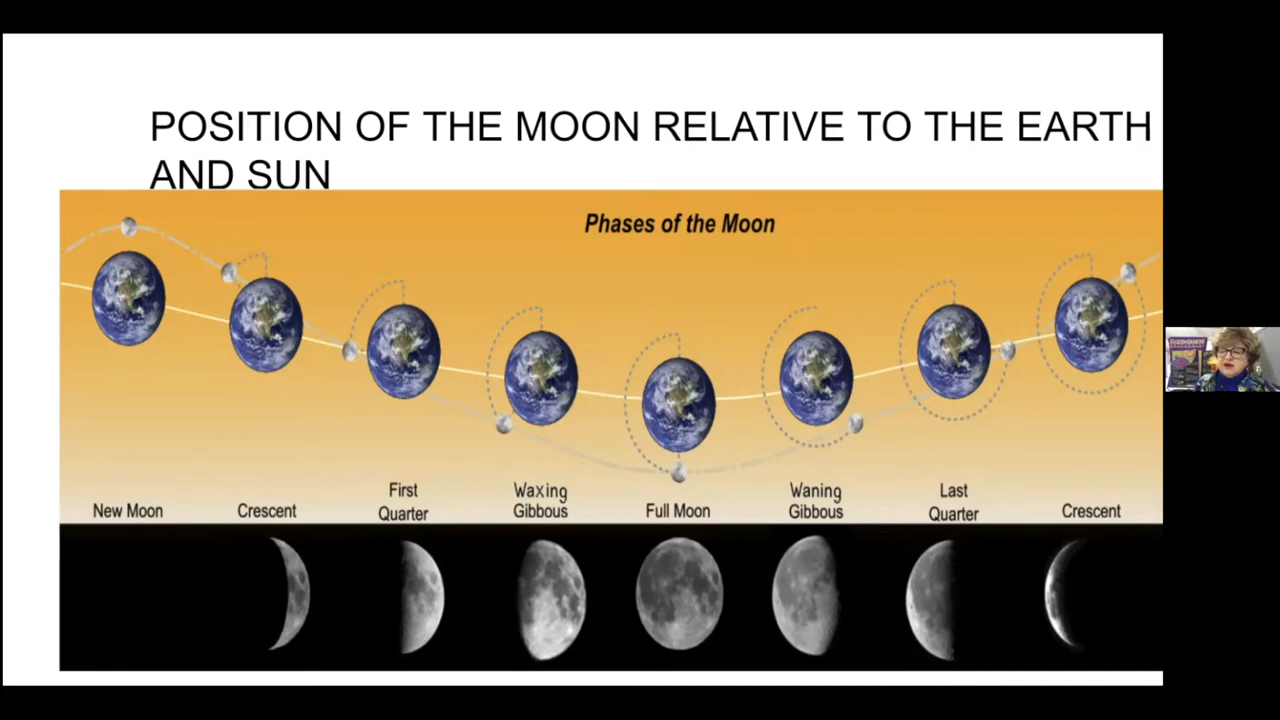 POSITION OF THE MOON RELATIVE TO THE EARTH
AND SUN
Phases of the Moon
New Moon
Crescent
First
Quarter
Waxing
Gibbous
Full Moon
Waning
Gibbous
Last
Quarter
Crescent